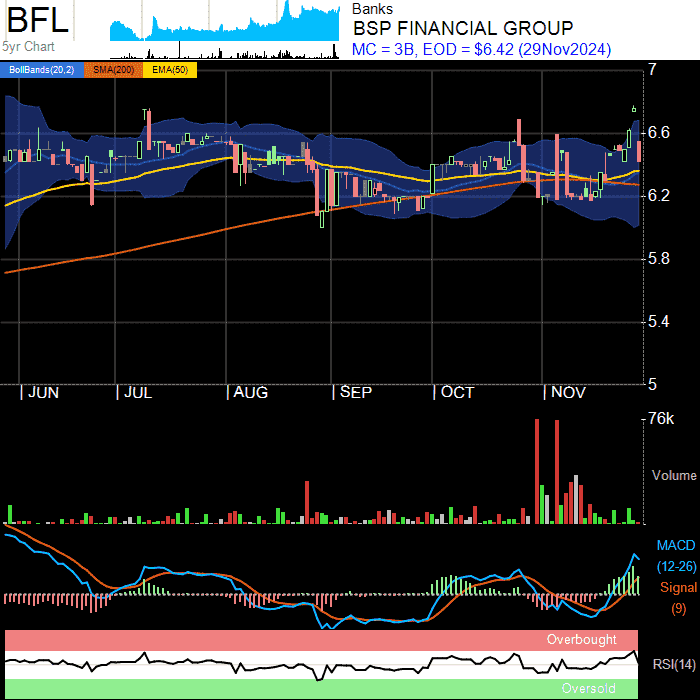 BFL
5yr Chart
Banks
BSP FINANCIAL GROUP
MC = 3B, EOD = $6.42 (29Nov2024)
BollBands(20,2) SMA(200) EMA(50)
7
6.6
6.2
5.8
5.4
5
JUN JUL AUG SEP OCT NOV
76k
Volume
MACD
(12-26)
Signal
(9)
Overbought
RSI(14)
Oversold